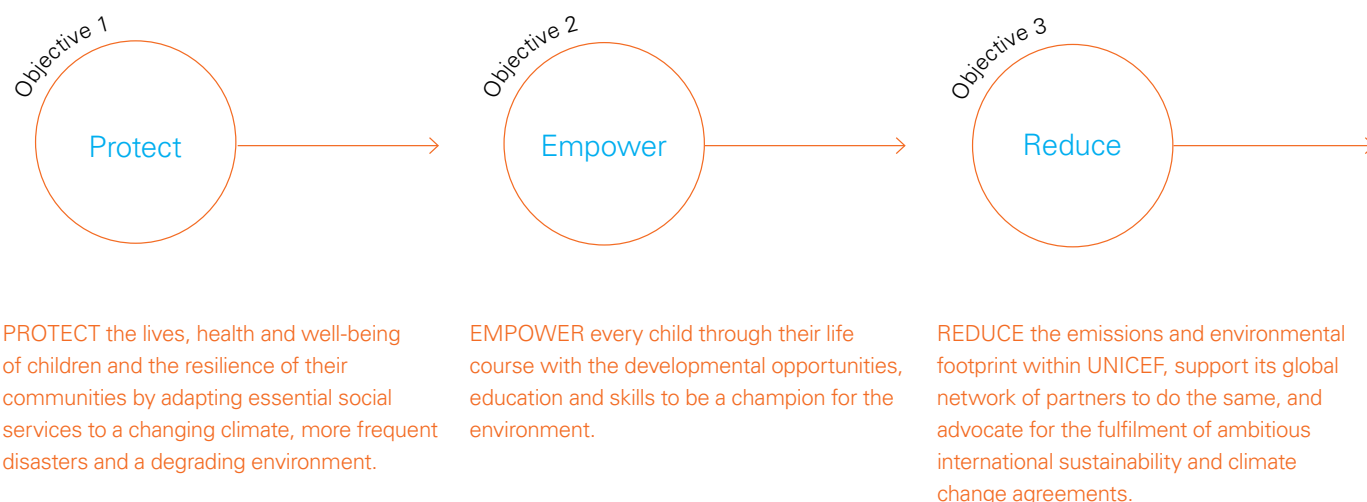 Objective 1
Protect
PROTECT the lives, health and well-being
of children and the resilience of their
communities by adapting essential social
services to a changing climate, more frequent
disasters and a degrading environment.
Objective 2
Empower
EMPOWER every child through their life
course with the developmental opportunities,
education and skills to be a champion for the
environment.
Objective 3
Reduce
REDUCE the emissions and environmental
footprint within UNICEF, support its global
network of partners to do the same, and
advocate for the fulfilment of ambitious
international sustainability and climate
change agreements.